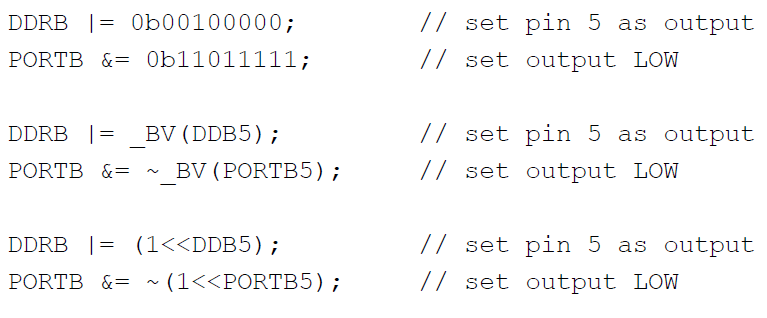 DDRB |= 0b00100000;        // set pin 5 as output
PORTB &= 0b11011111;       // set output LOW

DDRB |= _BV(DDB5);         // set pin 5 as output
PORTB &= ~_BV(PORTB5);     // set output LOW

DDRB |= (1<<DDB5);         // set pin 5 as output
PORTB &= ~(1<<PORTB5);     // set output LOW